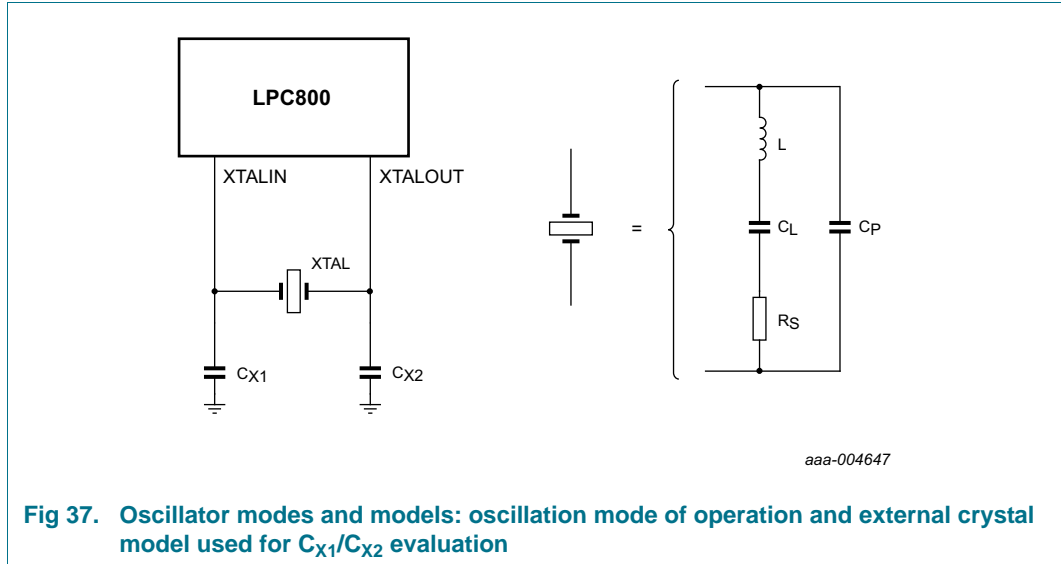 LPC800
XTALIN
XTALOUT
XTAL
CX1
CX2
=
L
CL
CP
RS
aaa-004647
Fig 37. Oscillator modes and models: oscillation mode of operation and external crystal
model used for CX1/CX2 evaluation